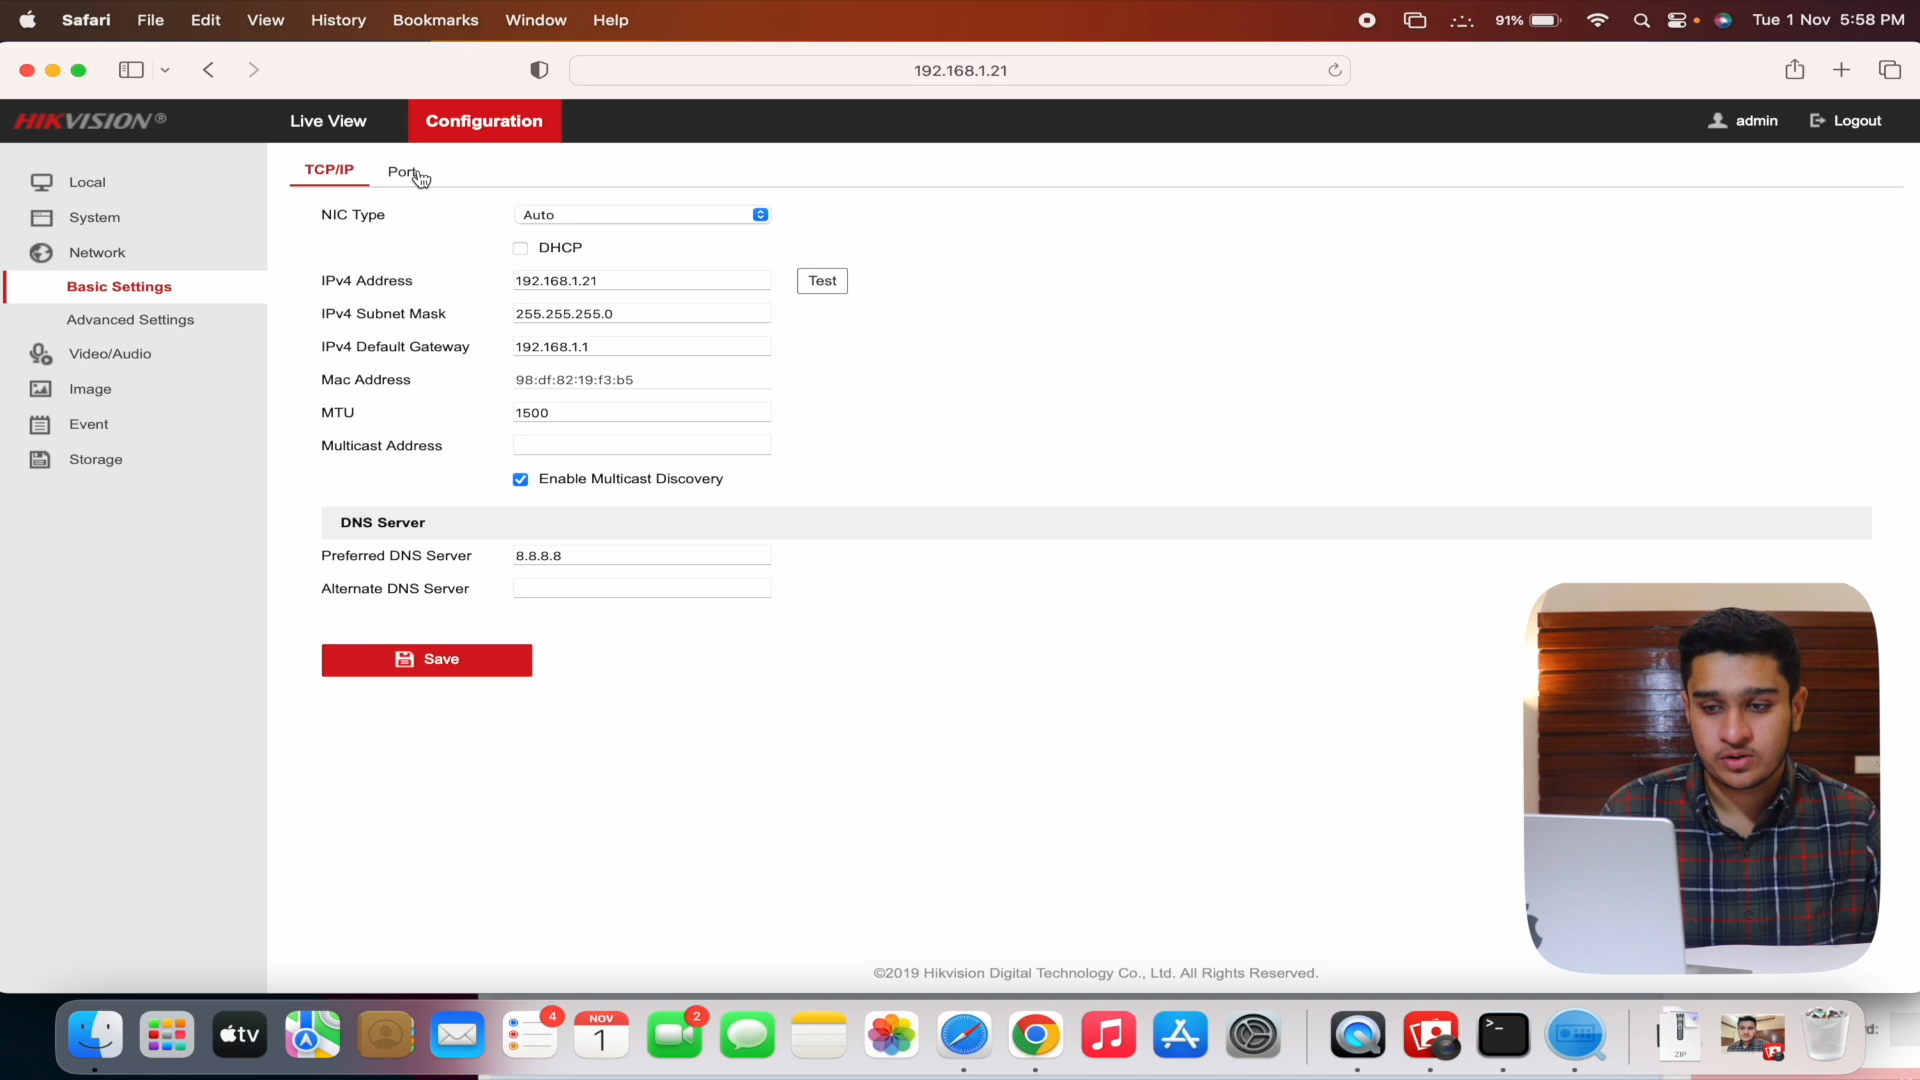 Safari File Edit View History Bookmarks Window Help 91% Tue 1 Nov 5:58 PM
192.168.1.21
HIKVISION® Live View Configuration admin Logout
TCP/IP Port
Local
System
Network
Basic Settings
Advanced Settings
Video/Audio
Image
Event
Storage
NIC Type Auto
DHCP
IPv4 Address 192.168.1.21 Test
IPv4 Subnet Mask 255.255.255.0
IPv4 Default Gateway 192.168.1.1
Mac Address 98:df:82:19:f3:b5
MTU 1500
Multicast Address
Enable Multicast Discovery
DNS Server
Preferred DNS Server 8.8.8.8
Alternate DNS Server
Save
©2019 Hikvision Digital Technology Co., Ltd. All Rights Reserved.
tv
4
NOV
1
2
>_
ZIP